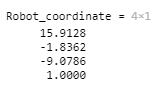 Robot_coordinate = 4×1
15.9128
-1.8362
-9.0786
1.0000